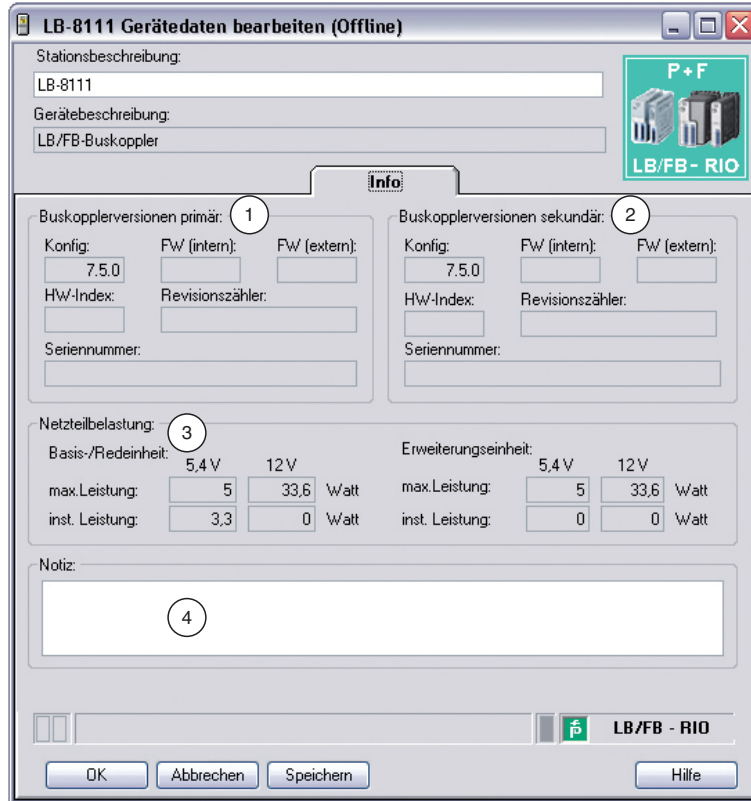 LB-8111 Gerätedaten bearbeiten (Offline)
Stationsbeschreibung:
LB-8111
Gerätebeschreibung:
LB/FB-Buskoppler
P+F
LB/FB-RIO
Info
Buskopplerversionen primär: 1
Konfig: FW (intern): FW (extern):
7.5.0
HW-Index: Revisionszähler:
Seriennummer:
Buskopplerversionen sekundär: 2
Konfig: FW (intern): FW (extern):
7.5.0
HW-Index: Revisionszähler:
Seriennummer:
Netzteilbelastung: 3
Basis-/Redeinheit: 5,4 V 12 V
max.Leistung: 5 33,6 Watt
inst. Leistung: 3,3 0 Watt
Erweiterungseinheit: 5,4 V 12 V
max.Leistung: 5 33,6 Watt
inst. Leistung: 0 0 Watt
Notiz:
4
LB/FB - RIO
OK Abbrechen Speichern Hilfe